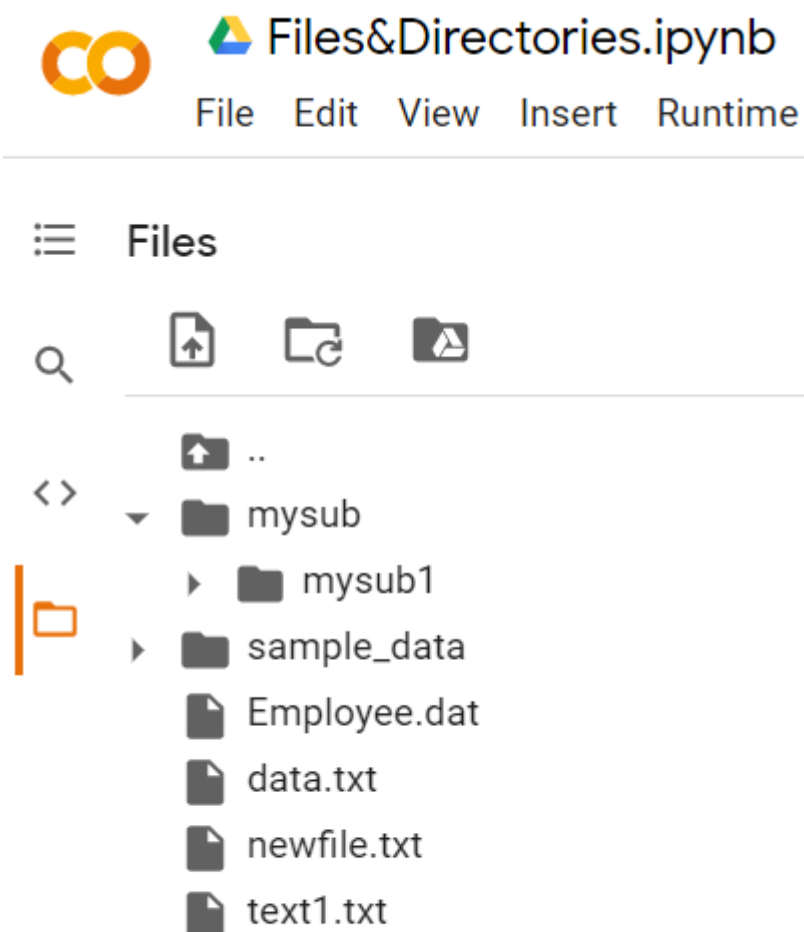 Files&Directories.ipynb
File Edit View Insert Runtime
Files
..
mysub
mysub1
sample_data
Employee.dat
data.txt
newfile.txt
text1.txt